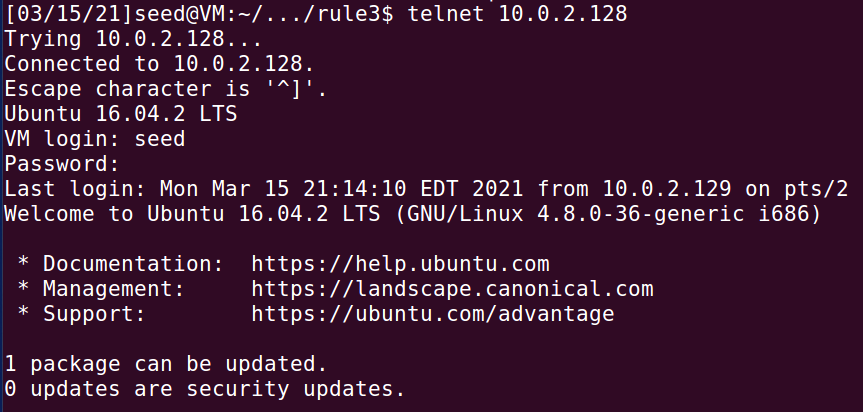 [03/15/21]seed@VM:~/.../rule3$ telnet 10.0.2.128
Trying 10.0.2.128...
Connected to 10.0.2.128.
Escape character is '^]'.
Ubuntu 16.04.2 LTS
VM login: seed
Password:
Last login: Mon Mar 15 21:14:10 EDT 2021 from 10.0.2.129 on pts/2
Welcome to Ubuntu 16.04.2 LTS (GNU/Linux 4.8.0-36-generic i686)
 * Documentation:  https://help.ubuntu.com
 * Management:     https://landscape.canonical.com
 * Support:        https://ubuntu.com/advantage
1 package can be updated.
0 updates are security updates.